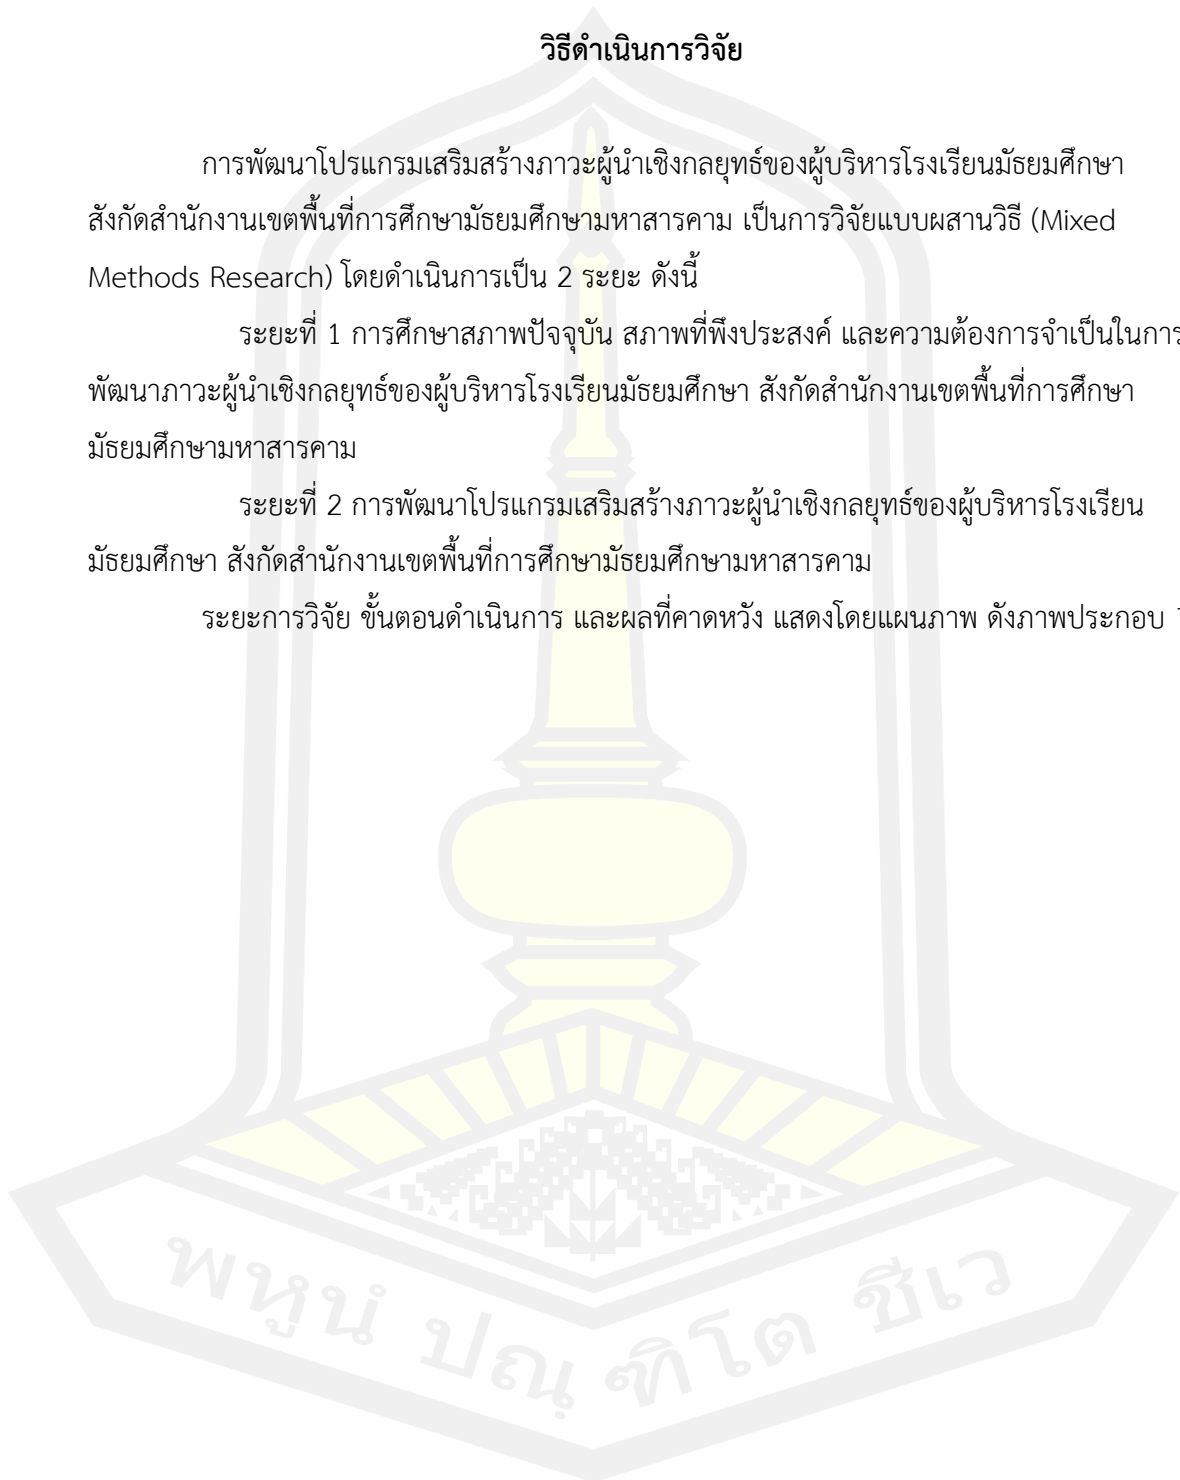 วิธีดำเนินการวิจัย
การพัฒนาโปรแกรมเสริมสร้างภาวะผู้นำเชิงกลยุทธ์ของผู้บริหารโรงเรียนมัธยมศึกษา
สังกัดสำนักงานเขตพื้นที่การศึกษามัธยมศึกษามหาสารคาม เป็นการวิจัยแบบผสานวิธี (Mixed
Methods Research) โดยดำเนินการเป็น 2 ระยะ ดังนี้
ระยะที่ 1 การศึกษาสภาพปัจจุบัน สภาพที่พึงประสงค์ และความต้องการจำเป็นในการ
พัฒนาภาวะผู้นำเชิงกลยุทธ์ของผู้บริหารโรงเรียนมัธยมศึกษา สังกัดสำนักงานเขตพื้นที่การศึกษา
มัธยมศึกษามหาสารคาม
ระยะที่ 2 การพัฒนาโปรแกรมเสริมสร้างภาวะผู้นำเชิงกลยุทธ์ของผู้บริหารโรงเรียน
มัธยมศึกษา สังกัดสำนักงานเขตพื้นที่การศึกษามัธยมศึกษามหาสารคาม
ระยะการวิจัย ขั้นตอนดำเนินการ และผลที่คาดหวัง แสดงโดยแผนภาพ ดังภาพประกอบ
พหูนํ ปณฺฑิโต ชีเว